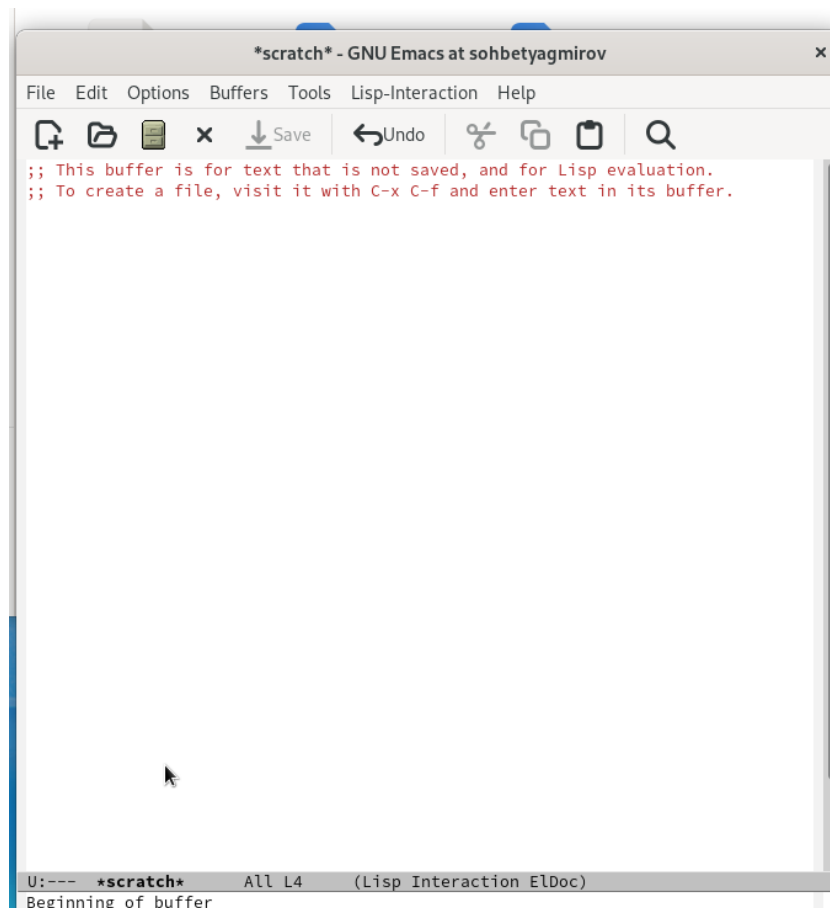 *scratch* - GNU Emacs at sohbetyagmirov
File Edit Options Buffers Tools Lisp-Interaction Help
Save Undo
;; This buffer is for text that is not saved, and for Lisp evaluation.
;; To create a file, visit it with C-x C-f and enter text in its buffer.
U:--- *scratch* All L4 (Lisp Interaction ElDoc)
Beginning of buffer